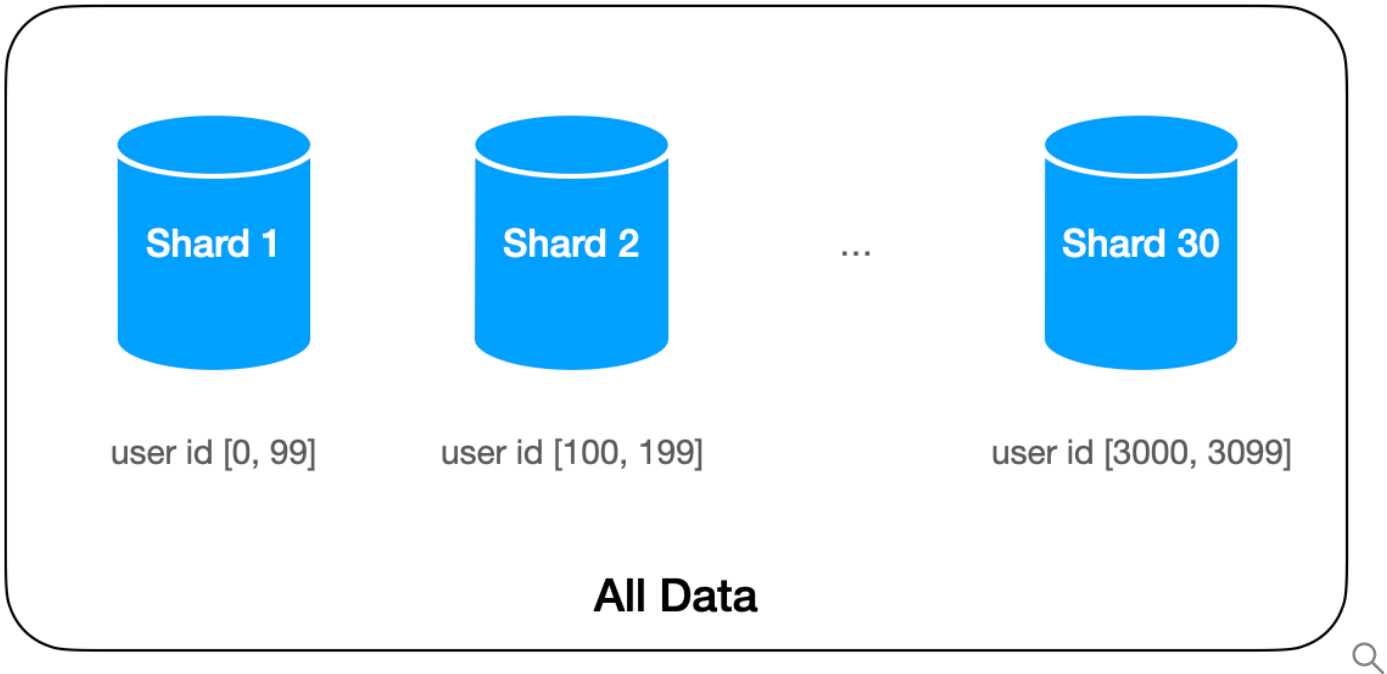 Shard 1
Shard 2
...
Shard 30
user id [0, 99]
user id [100, 199]
user id [3000, 3099]
All Data